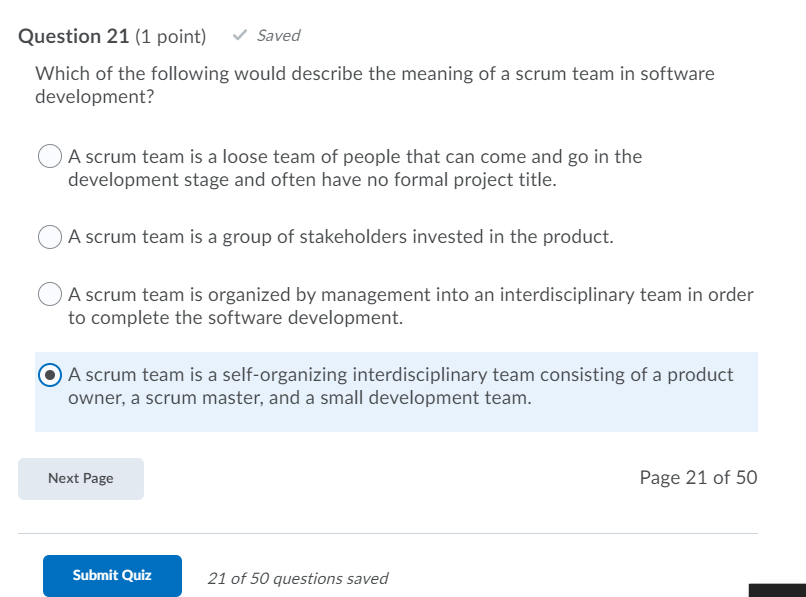 Question 21 (1 point) ✓ Saved
Which of the following would describe the meaning of a scrum team in software
development?
A scrum team is a loose team of people that can come and go in the
development stage and often have no formal project title.
A scrum team is a group of stakeholders invested in the product.
A scrum team is organized by management into an interdisciplinary team in order
to complete the software development.
A scrum team is a self-organizing interdisciplinary team consisting of a product
owner, a scrum master, and a small development team.
Next Page
Page 21 of 50
Submit Quiz
21 of 50 questions saved